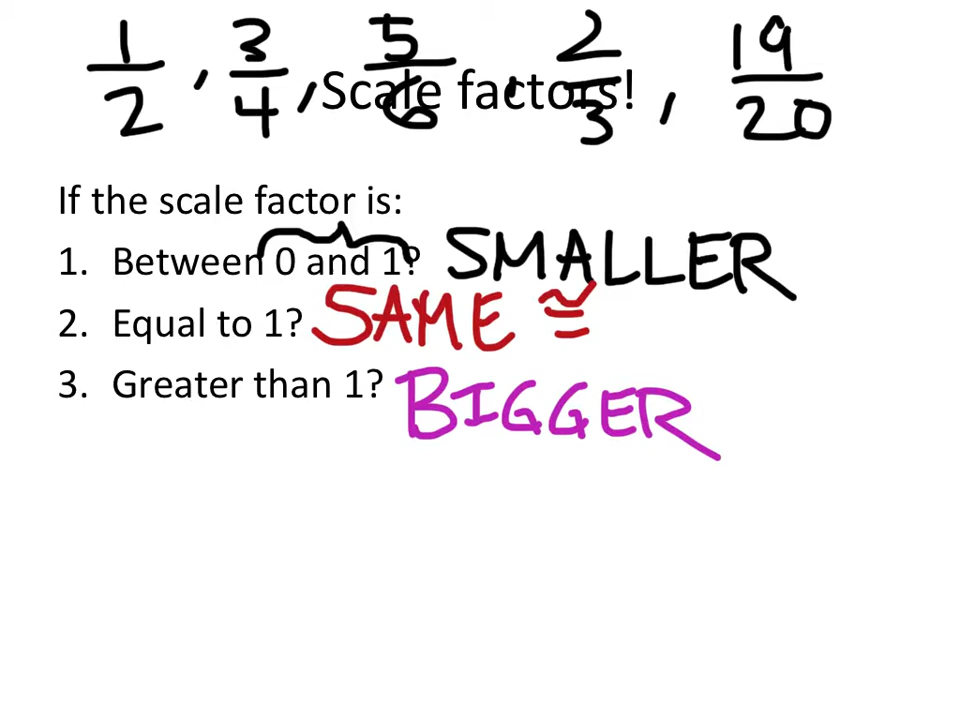 1/2, 3/4, 5/6, 2/3, 19/20
Scale factors!
If the scale factor is:
1. Between 0 and 1? SMALLER
2. Equal to 1? SAME ≅
3. Greater than 1? BIGGER